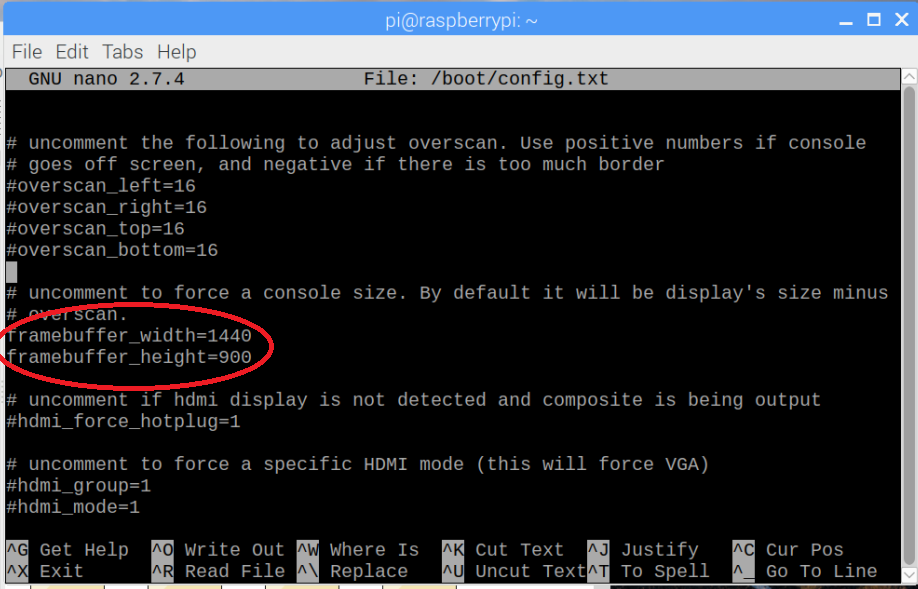 pi@raspberrypi: ~
File Edit Tabs Help
GNU nano 2.7.4 File: /boot/config.txt
# uncomment the following to adjust overscan. Use positive numbers if console
# goes off screen, and negative if there is too much border
#overscan_left=16
#overscan_right=16
#overscan_top=16
#overscan_bottom=16
# uncomment to force a console size. By default it will be display's size minus
# overscan.
framebuffer_width=1440
framebuffer_height=900
# uncomment if hdmi display is not detected and composite is being output
#hdmi_force_hotplug=1
# uncomment to force a specific HDMI mode (this will force VGA)
#hdmi_group=1
#hdmi_mode=1
^G Get Help ^O Write Out ^W Where Is ^K Cut Text ^J Justify ^C Cur Pos
^X Exit ^R Read File ^\ Replace ^U Uncut Text ^T To Spell ^_ Go To Line